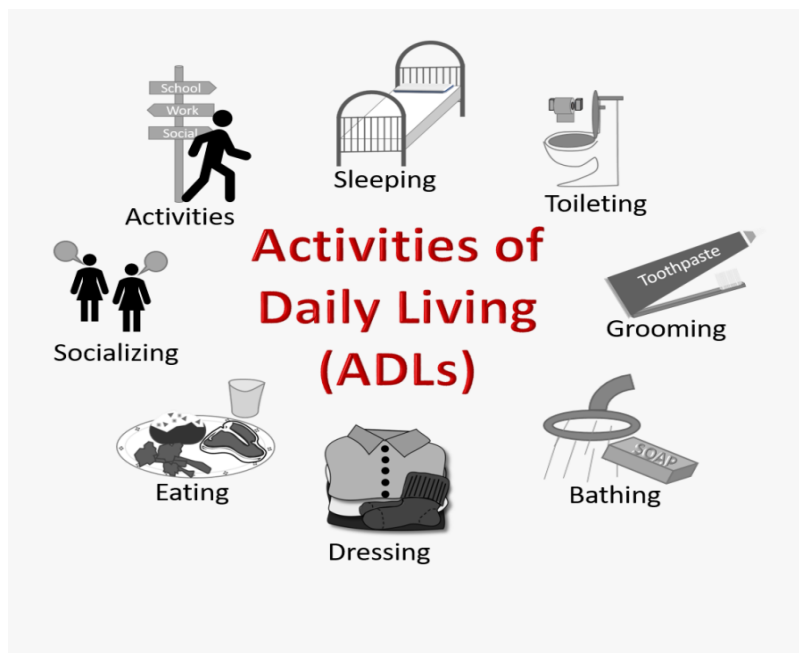 School
Work
Social
Activities
Sleeping
Toileting
Activities of
Daily Living
(ADLs)
Toothpaste
Grooming
Socializing
Eating
Dressing
SOAP
Bathing